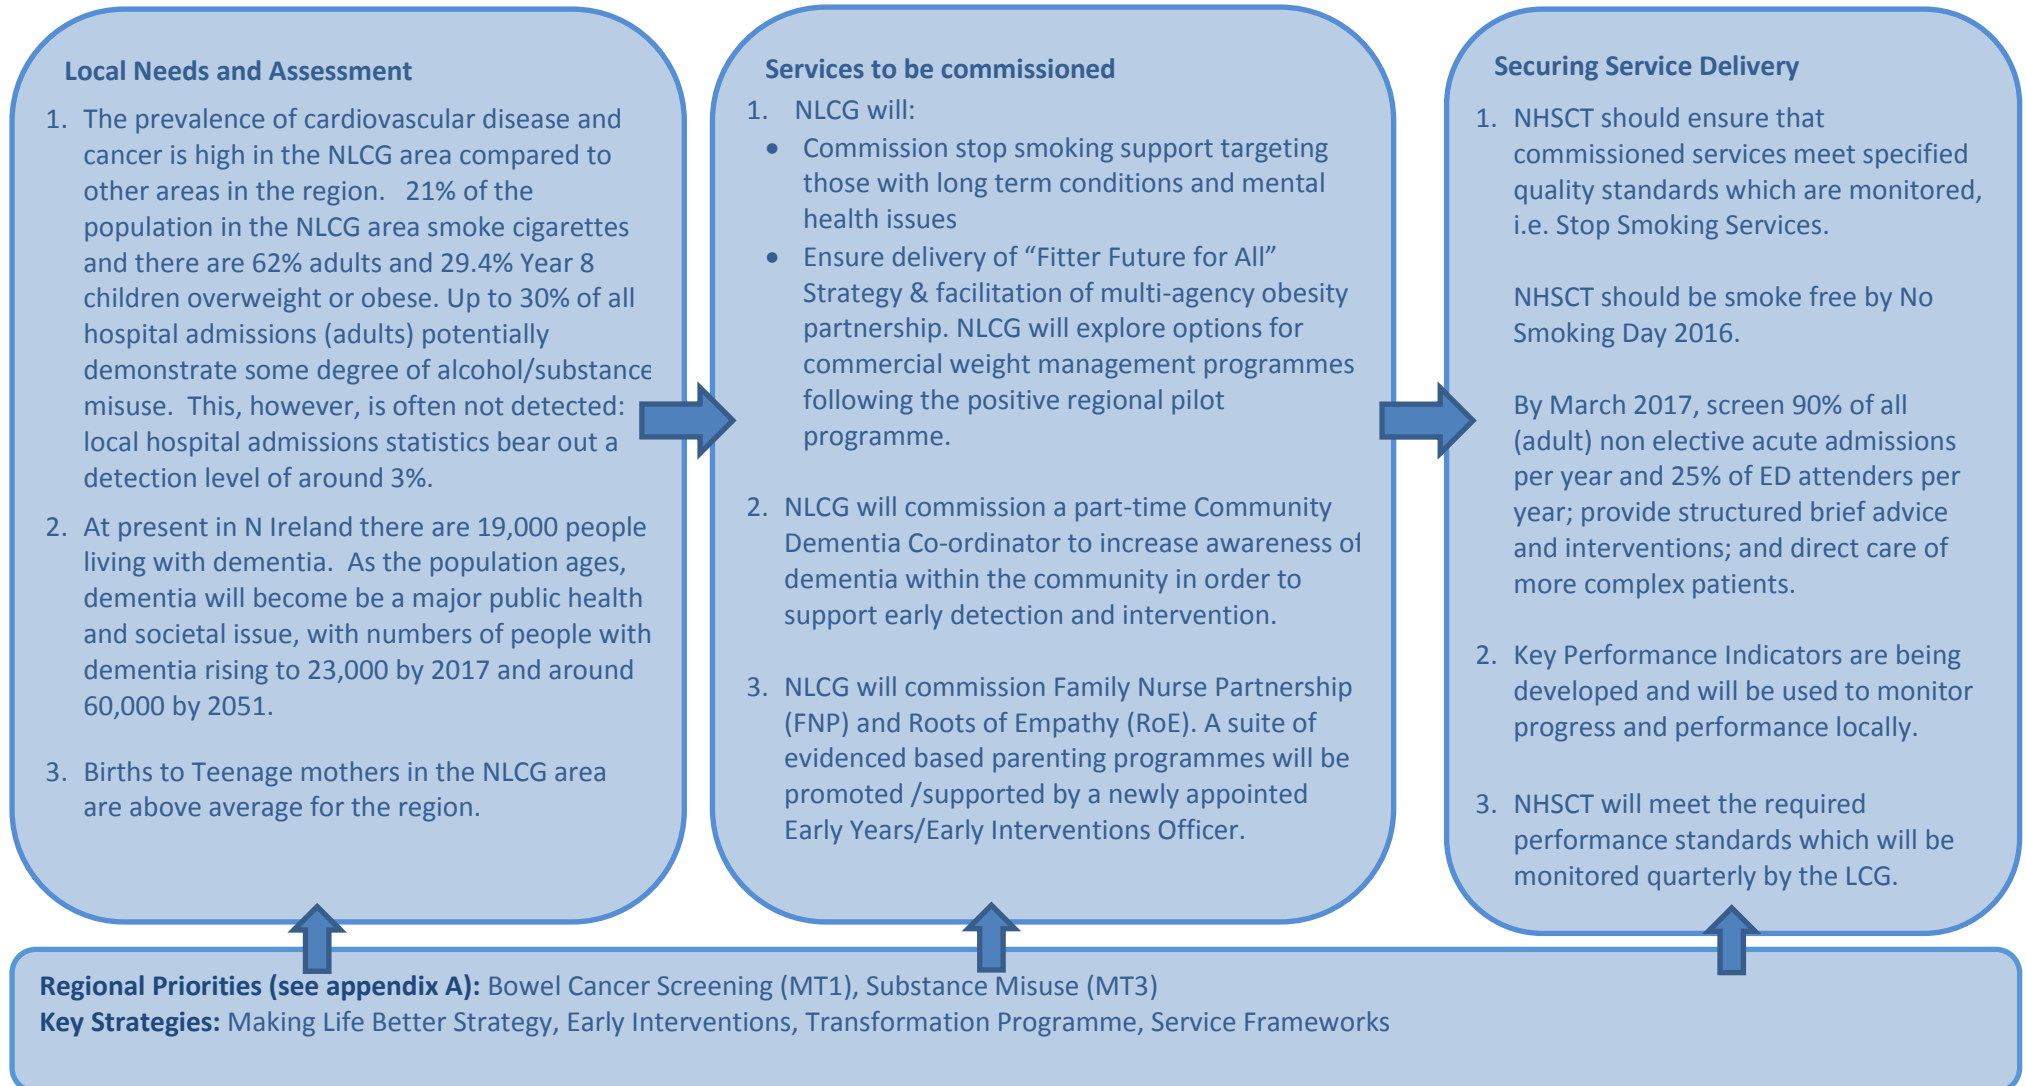 Local Needs and Assessment
1. The prevalence of cardiovascular disease and
cancer is high in the NLCG area compared to
other areas in the region. 21% of the
population in the NLCG area smoke cigarettes
and there are 62% adults and 29.4% Year 8
children overweight or obese. Up to 30% of all
hospital admissions (adults) potentially
demonstrate some degree of alcohol/substance
misuse. This, however, is often not detected:
local hospital admissions statistics bear out a
detection level of around 3%.
2. At present in N Ireland there are 19,000 people
living with dementia. As the population ages,
dementia will become be a major public health
and societal issue, with numbers of people with
dementia rising to 23,000 by 2017 and around
60,000 by 2051.
3. Births to Teenage mothers in the NLCG area
are above average for the region.
Services to be commissioned
1. NLCG will:
• Commission stop smoking support targeting
those with long term conditions and mental
health issues
• Ensure delivery of “Fitter Future for All”
Strategy & facilitation of multi-agency obesity
partnership. NLCG will explore options for
commercial weight management programmes
following the positive regional pilot
programme.
2. NLCG will commission a part-time Community
Dementia Co-ordinator to increase awareness of
dementia within the community in order to
support early detection and intervention.
3. NLCG will commission Family Nurse Partnership
(FNP) and Roots of Empathy (RoE). A suite of
evidenced based parenting programmes will be
promoted /supported by a newly appointed
Early Years/Early Interventions Officer.
Securing Service Delivery
1. NHSCT should ensure that
commissioned services meet specified
quality standards which are monitored,
i.e. Stop Smoking Services.
NHSCT should be smoke free by No
Smoking Day 2016.
By March 2017, screen 90% of all
(adult) non elective acute admissions
per year and 25% of ED attenders per
year; provide structured brief advice
and interventions; and direct care of
more complex patients.
2. Key Performance Indicators are being
developed and will be used to monitor
progress and performance locally.
3. NHSCT will meet the required
performance standards which will be
monitored quarterly by the LCG.
Regional Priorities (see appendix A): Bowel Cancer Screening (MT1), Substance Misuse (MT3)
Key Strategies: Making Life Better Strategy, Early Interventions, Transformation Programme, Service Frameworks